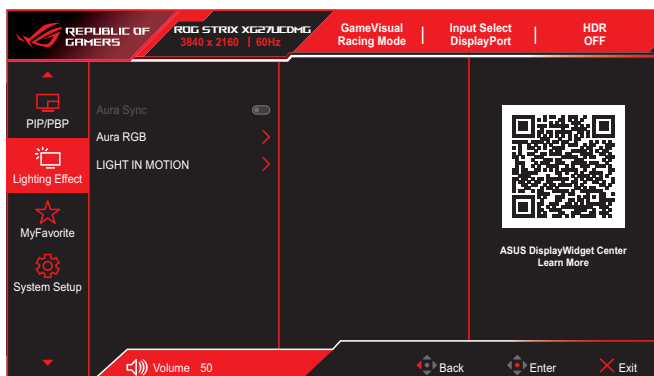 REPUBLIC OF
GAMERS
ROG STRIX XG27UCDMG
3840 x 2160 | 60Hz
GameVisual
Racing Mode
Input Select
DisplayPort
HDR
OFF
PIP/PBP
Lighting Effect
MyFavorite
System Setup
Aura Sync
Aura RGB
LIGHT IN MOTION
ASUS DisplayWidget Center
Learn More
Volume 50
Back
Enter
Exit